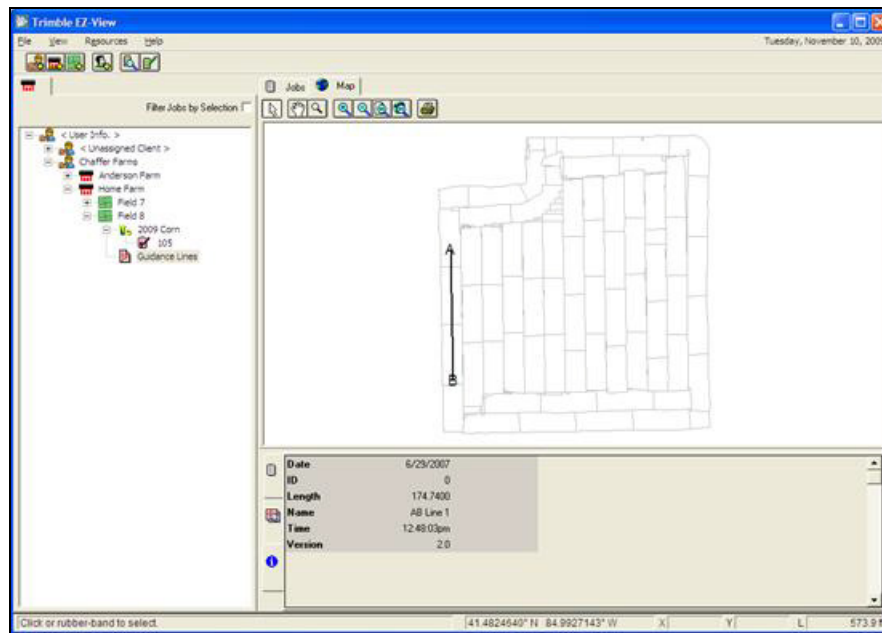 Trimble EZ-View
File View Resources Help
Tuesday, November 10, 2009
Jobs Map
Filter Jobs by Selection
< User Info. >
< Unassigned Client >
Chaffer Farms
Anderson Farm
Home Farm
Field 7
Field 8
2009 Corn
105
Guidance Lines
A
B
Date 6/29/2007
ID 0
Length 174.7400
Name AB Line 1
Time 12:48:03pm
Version 2.0
Click or rubber-band to select. 41.4824640° N 84.9927143° W X Y L 573.9 f